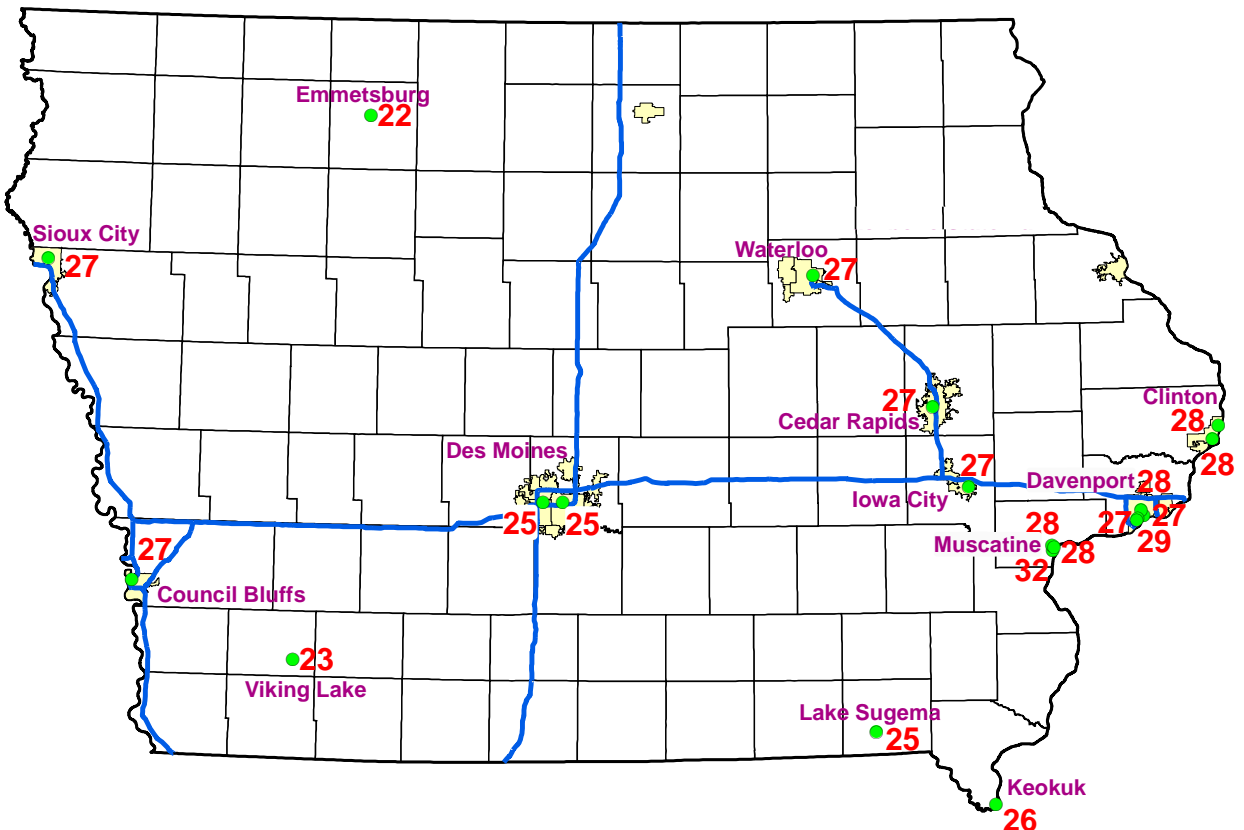 Emmetsburg
22
Sioux City
27
Waterloo
27
Clinton
28
28
27
Cedar Rapids
Des Moines
25
25
27
Iowa City
Davenport
28
27
27
29
Muscatine
28
28
32
27
Council Bluffs
23
Viking Lake
Lake Sugema
25
Keokuk
26